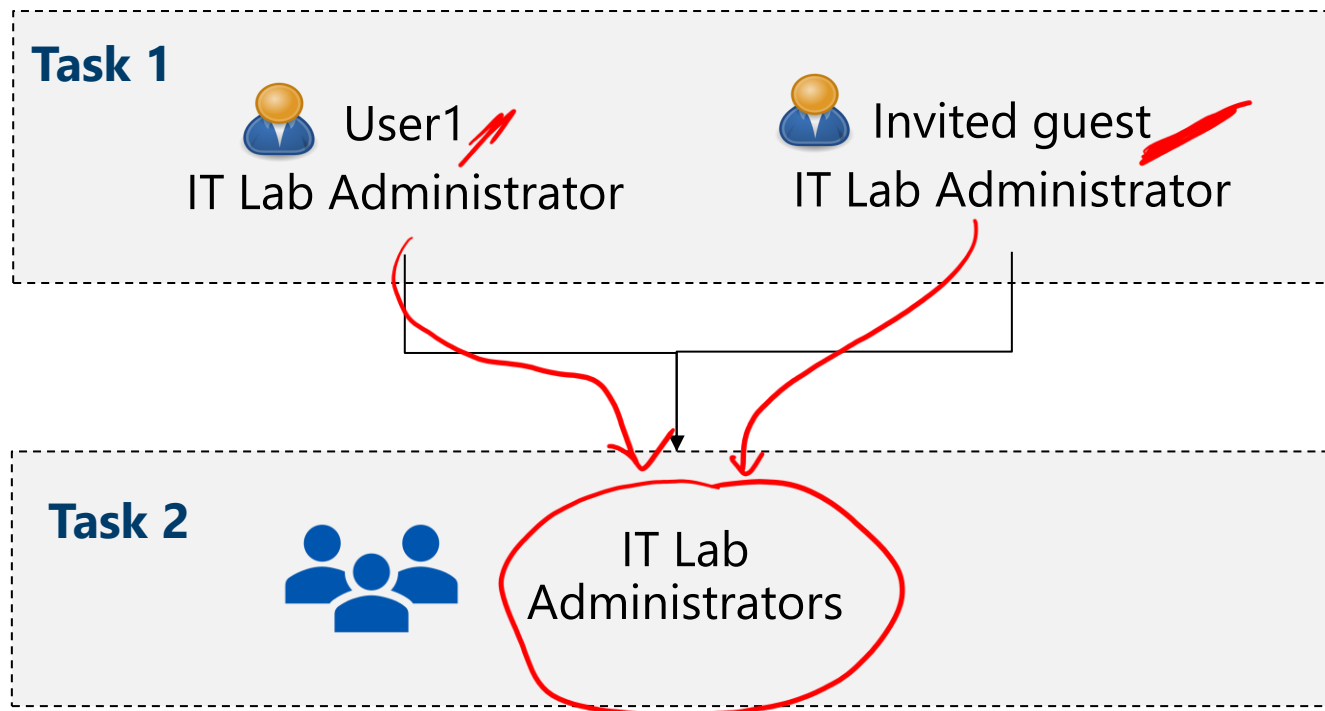 Task 1
User1
IT Lab Administrator
Invited guest
IT Lab Administrator
Task 2
IT Lab
Administrators